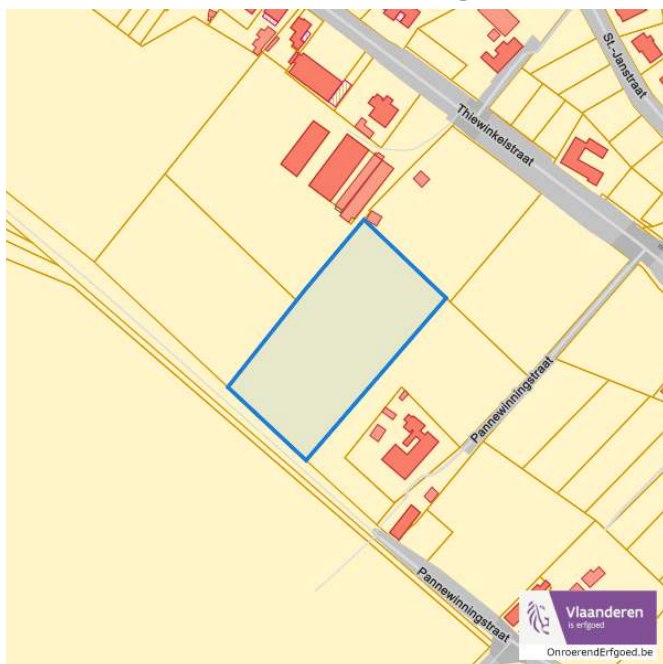 St.-Janstraat
Thiewinkelstraat
Pannewinningstraat
Pannewinningstraat
Vlaanderen
is erfgoed
OnroerendErfgoed.be